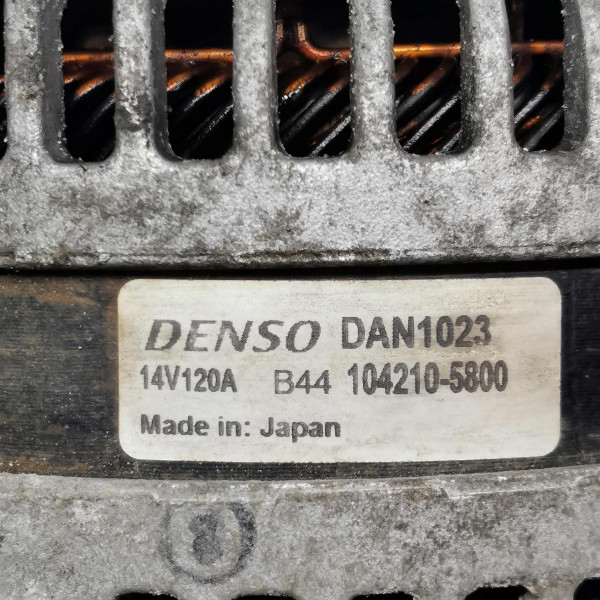 DENSO DAN1023
14V120A B44 104210-5800
Made in: Japan